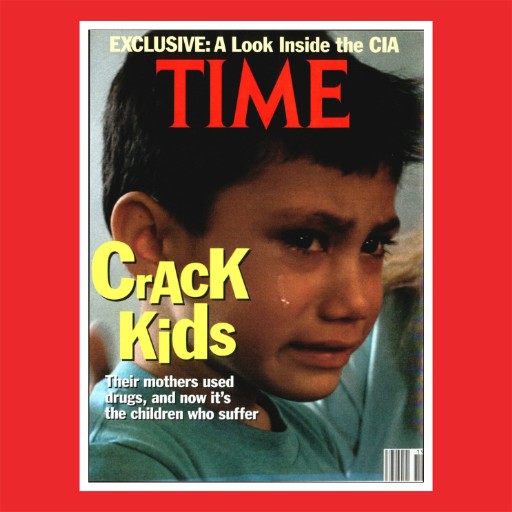 EXCLUSIVE: A Look Inside the CIA
TIME
CrAcK
Kids
Their mothers used
drugs, and now it's
the children who suffer